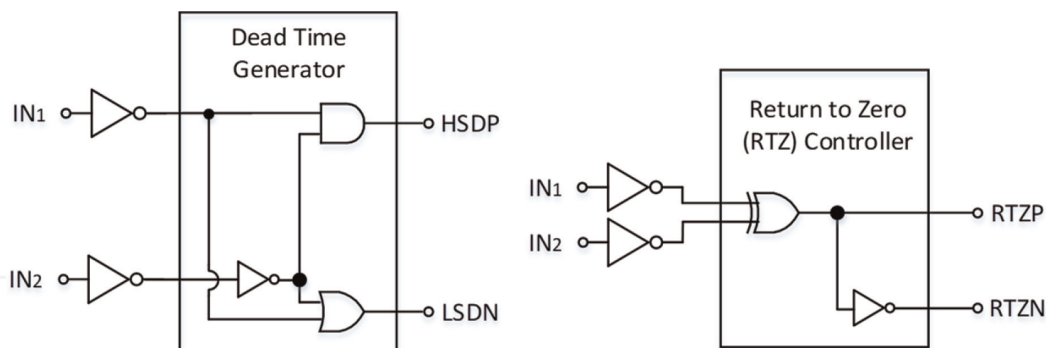 Dead Time
Generator
IN1
HSDP
IN2
LSDN
Return to Zero
(RTZ) Controller
IN1
IN2
RTZP
RTZN